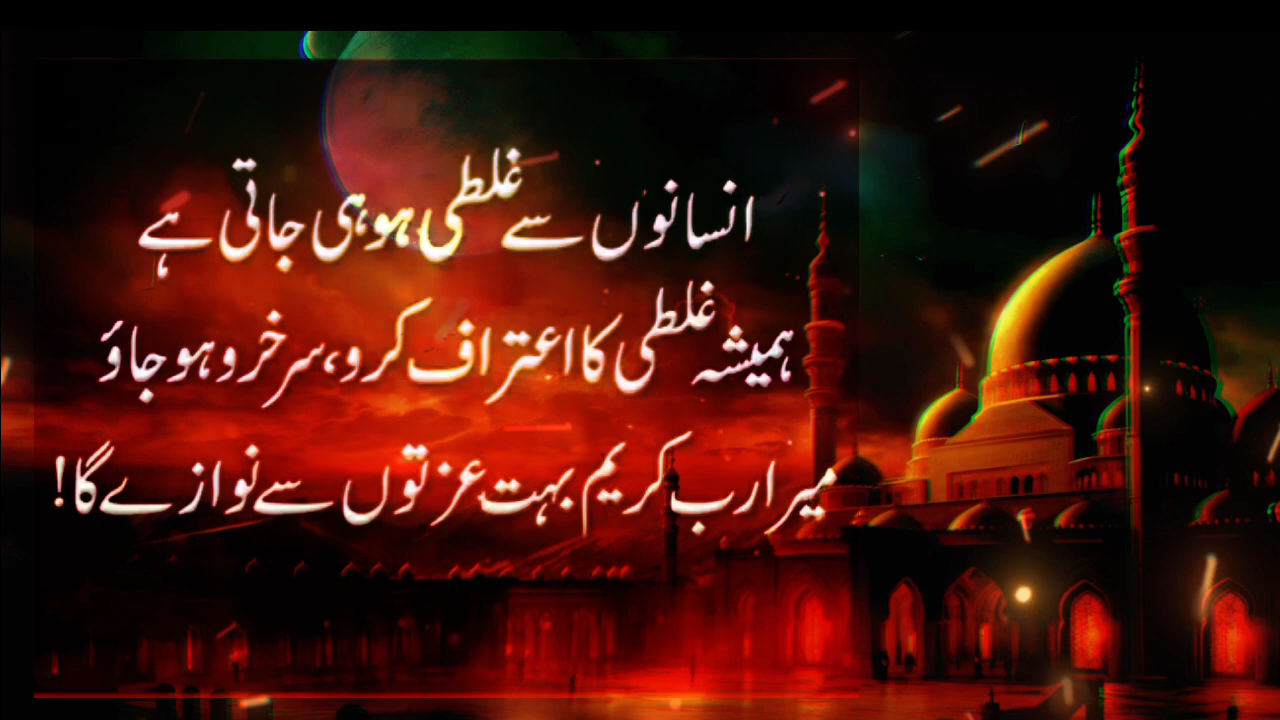 انسانوں سے غلطی ہو ہی جاتی ہے
ہمیشہ غلطی کا اعتراف کرو، سرخرو ہو جاؤ
میرا رب کریم بہت عزتوں سے نوازے گا!